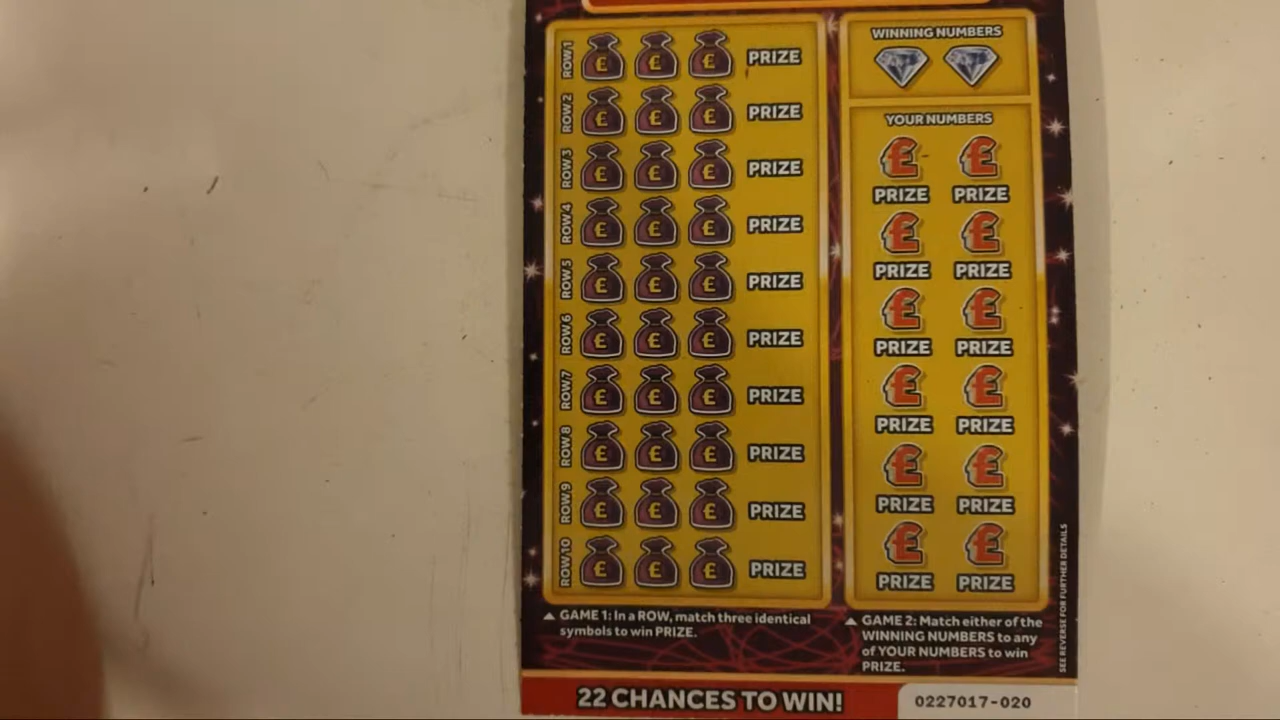 ROW.1 £ £ £ PRIZE
ROW.2 £ £ £ PRIZE
ROW.3 £ £ £ PRIZE
ROW.4 £ £ £ PRIZE
ROW.5 £ £ £ PRIZE
ROW.6 £ £ £ PRIZE
ROW.7 £ £ £ PRIZE
ROW.8 £ £ £ PRIZE
ROW.9 £ £ £ PRIZE
ROW.10 £ £ £ PRIZE
GAME 1: In a ROW, match three identical
symbols to win PRIZE.
WINNING NUMBERS
YOUR NUMBERS
£ £
PRIZE PRIZE
£ £
PRIZE PRIZE
£ £
PRIZE PRIZE
£ £
PRIZE PRIZE
£ £
PRIZE PRIZE
£ £
PRIZE PRIZE
GAME 2: Match either of the
WINNING NUMBERS to any
of YOUR NUMBERS to win
PRIZE.
SEE REVERSE FOR FURTHER DETAILS
22 CHANCES TO WIN!
0227017-020